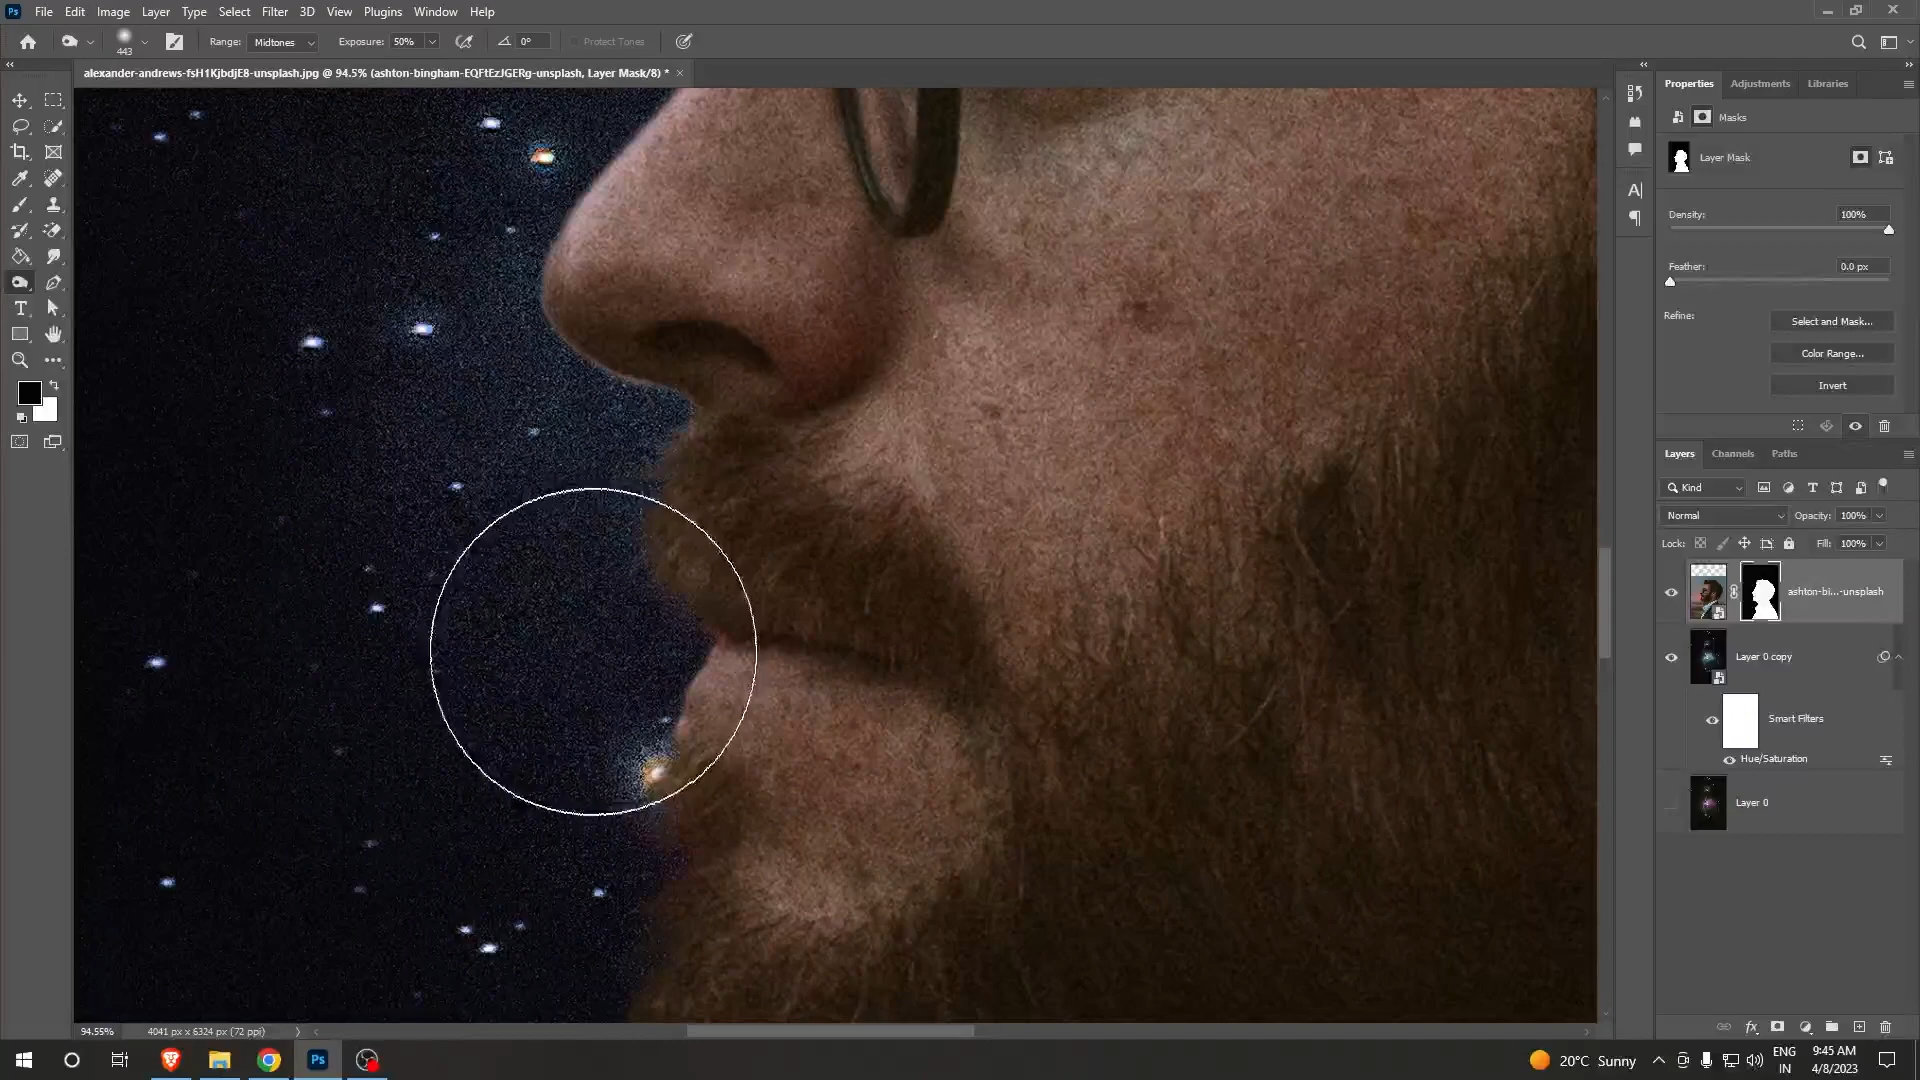 Ps File Edit Image Layer Type Select Filter 3D View Plugins Window Help
443 Range: Midtones Exposure: 50% 0° Protect Tones
alexander-andrews-fsH1KjbdjE8-unsplash.jpg @ 94.5% (ashton-bingham-EQFtEzJGERg-unsplash, Layer Mask/8) * ×
Properties Adjustments Libraries
Masks
Layer Mask
Density: 100%
Feather: 0.0 px
Refine: Select and Mask...
Color Range...
Invert
Layers Channels Paths
Kind
Normal Opacity: 100%
Lock: Fill: 100%
ashton-bi...-unsplash
Layer 0 copy
Smart Filters
Hue/Saturation
Layer 0
94.55% 4041 px x 6324 px (72 ppi)
Ps 20°C Sunny ENG IN 9:45 AM 4/8/2023